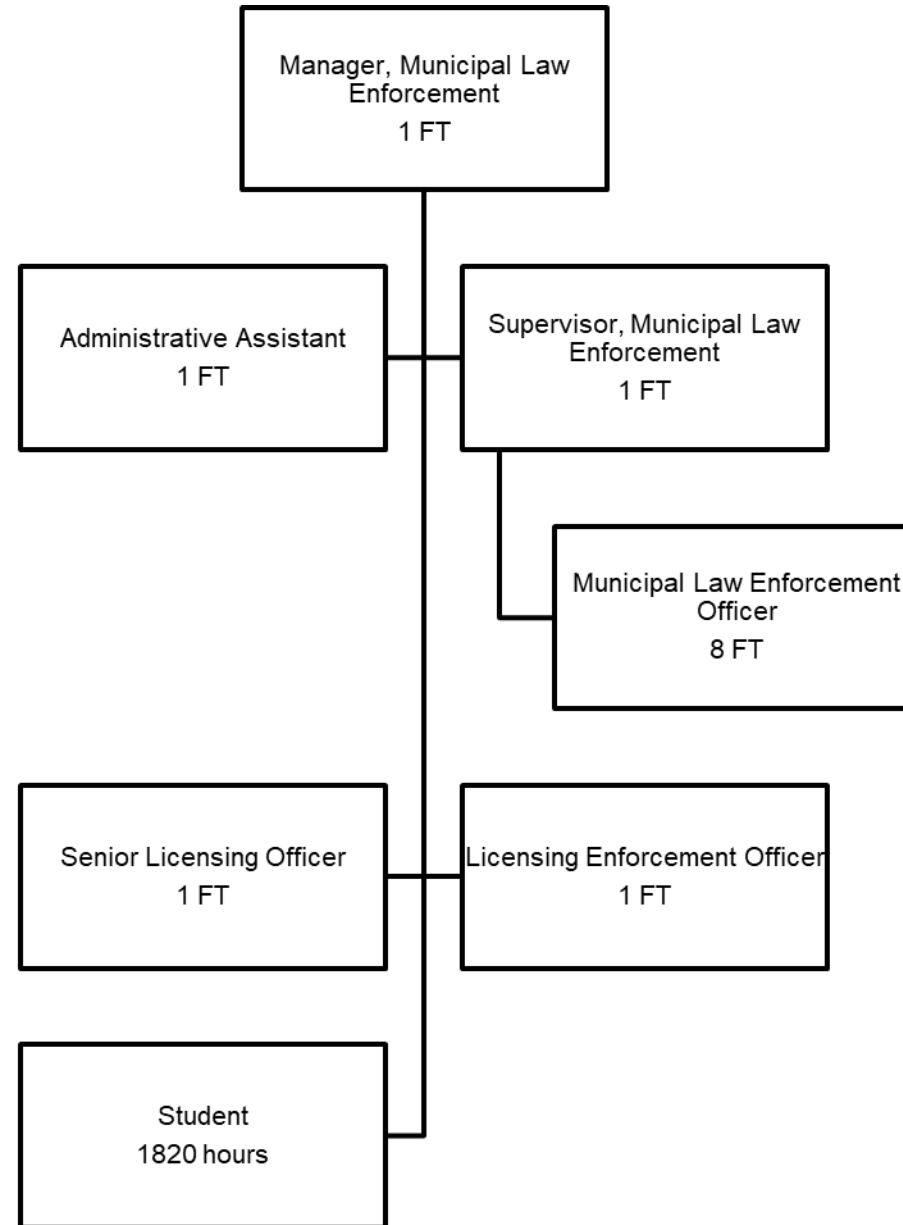 Manager, Municipal Law
Enforcement
1 FT
Administrative Assistant
1 FT
Supervisor, Municipal Law
Enforcement
1 FT
Municipal Law Enforcement
Officer
8 FT
Senior Licensing Officer
1 FT
Licensing Enforcement Officer
1 FT
Student
1820 hours